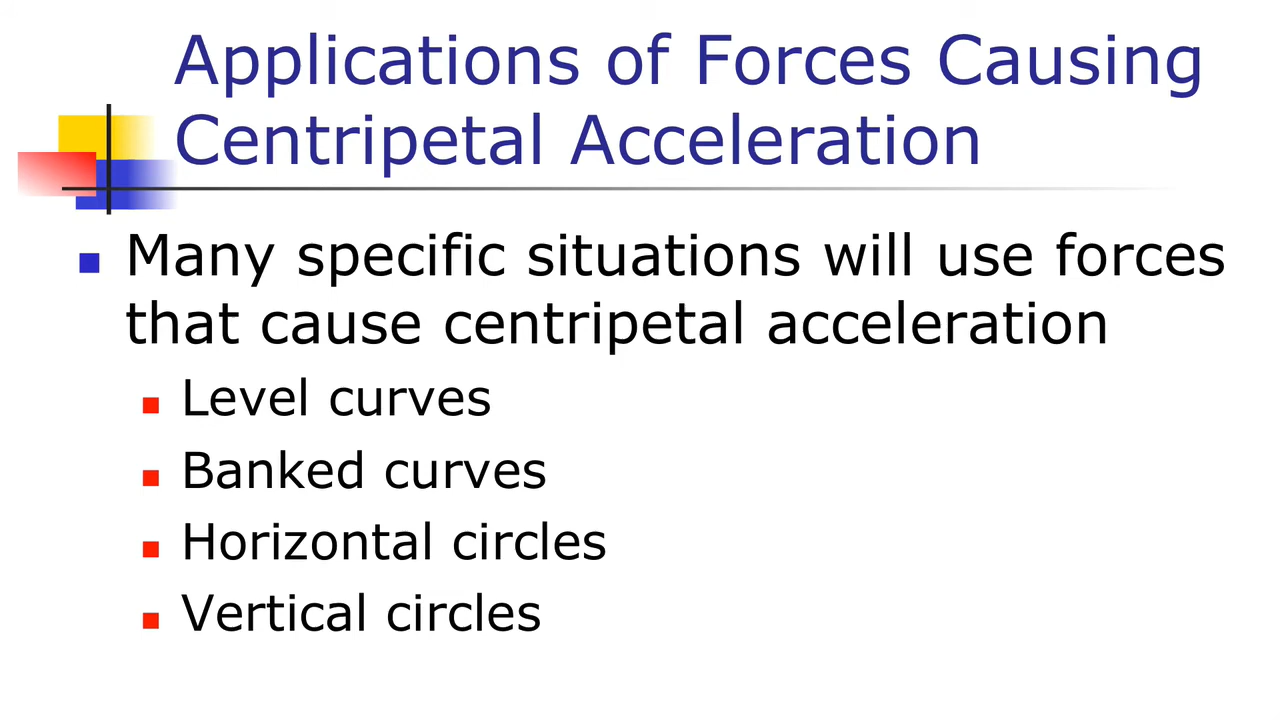 Applications of Forces Causing
Centripetal Acceleration
Many specific situations will use forces
that cause centripetal acceleration
Level curves
Banked curves
Horizontal circles
Vertical circles